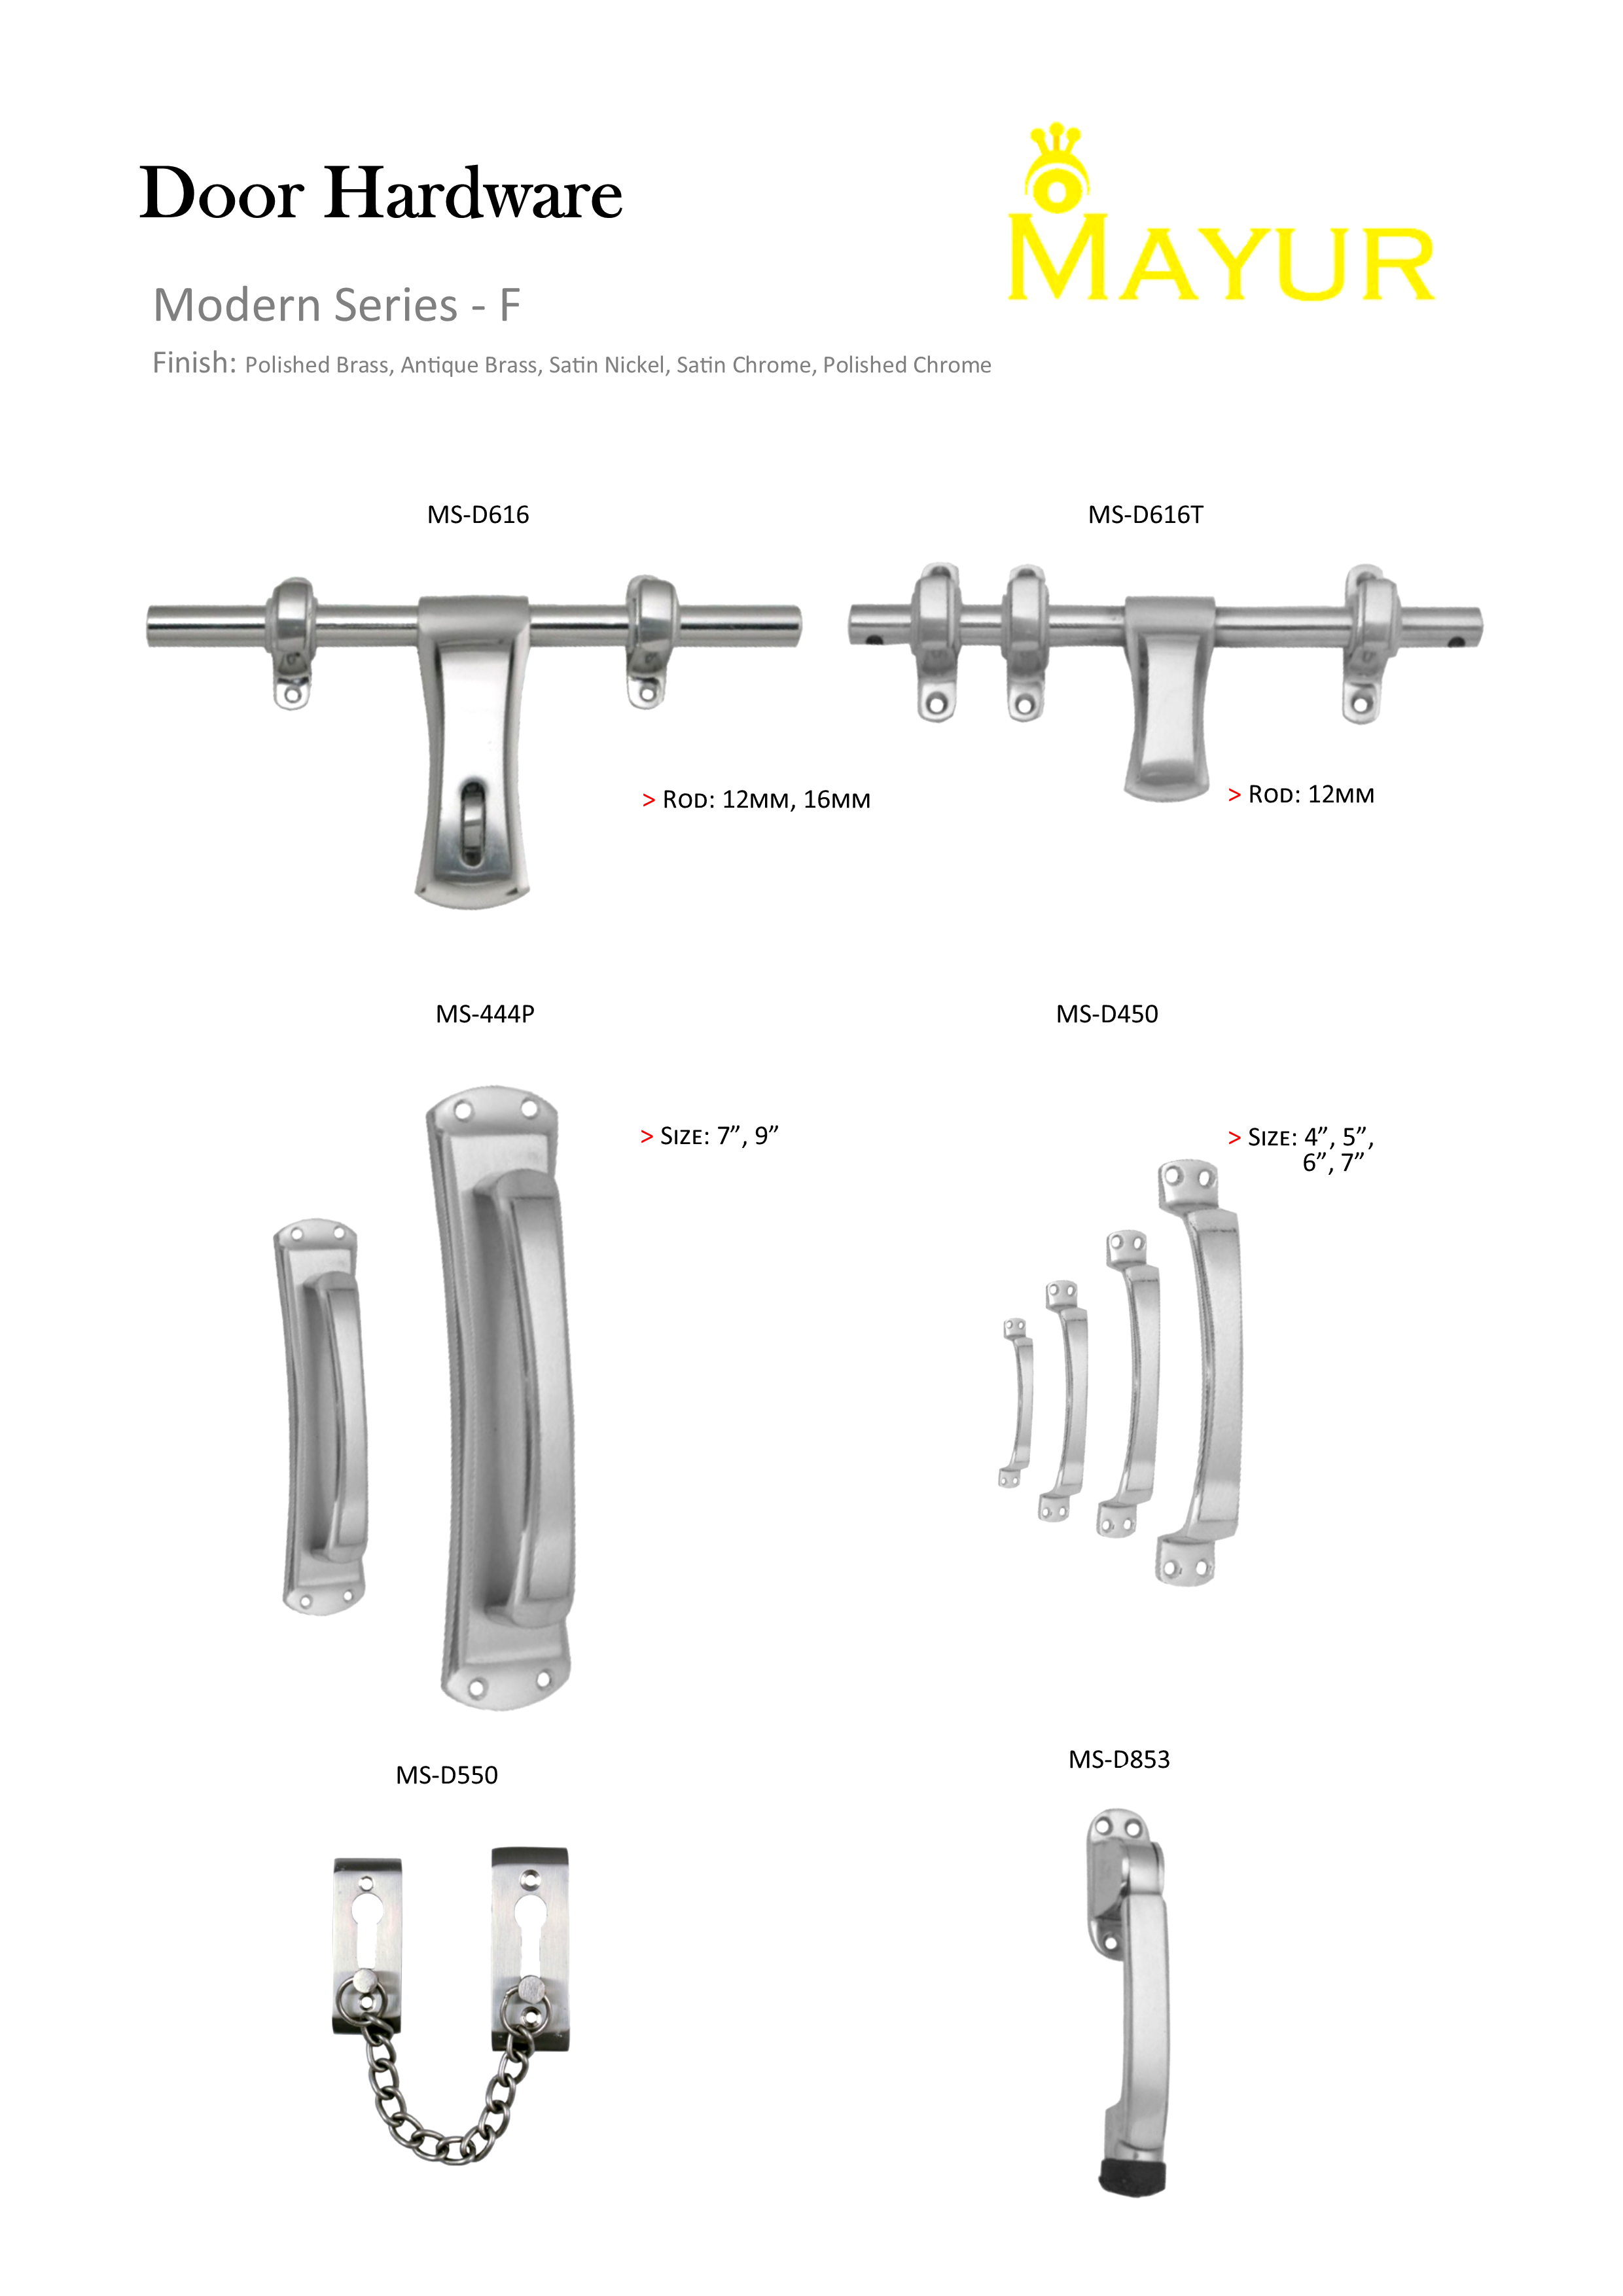 Door Hardware
MAYUR
Modern Series - F
Finish: Polished Brass, Antique Brass, Satin Nickel, Satin Chrome, Polished Chrome
MS-D616
MS-D616T
> ROD: 12MM, 16MM
> ROD: 12MM
MS-444P
MS-D450
> SIZE: 7”, 9”
> SIZE: 4”, 5”,
6”, 7”
MS-D550
MS-D853